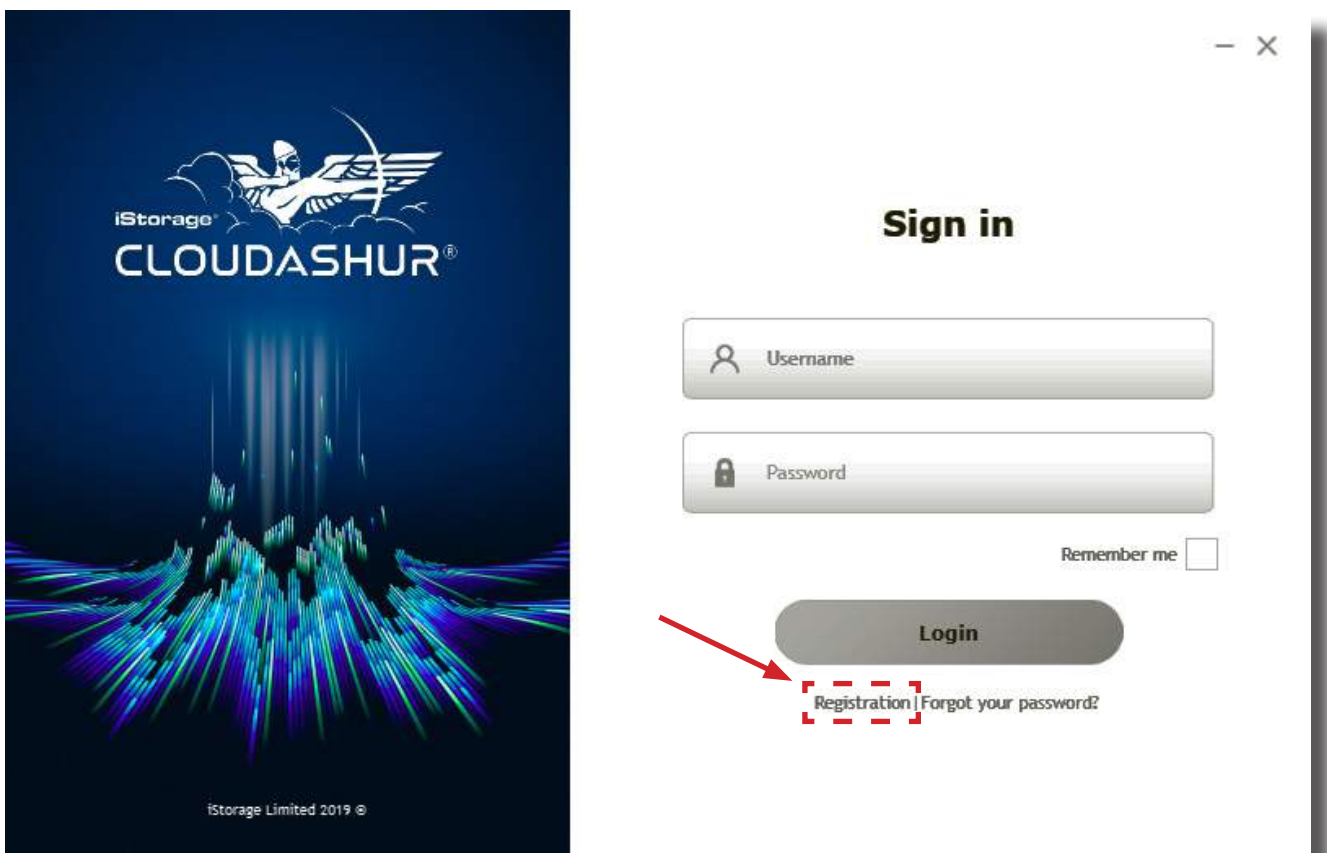 iStorage®
CLOUDASHUR®
iStorage Limited 2019 ©
Sign in
Username
Password
Remember me
Login
Registration|Forgot your password?